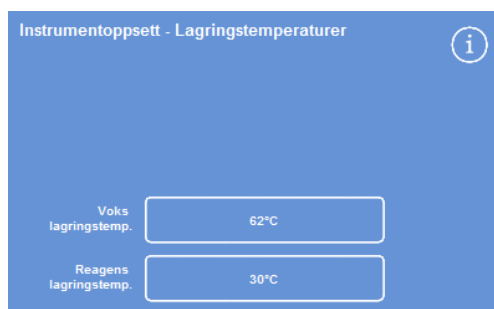 Instrumentoppsett - Lagringstemperaturer
i
Voks
lagringstemp.
62°C
Reagens
lagringstemp.
30°C